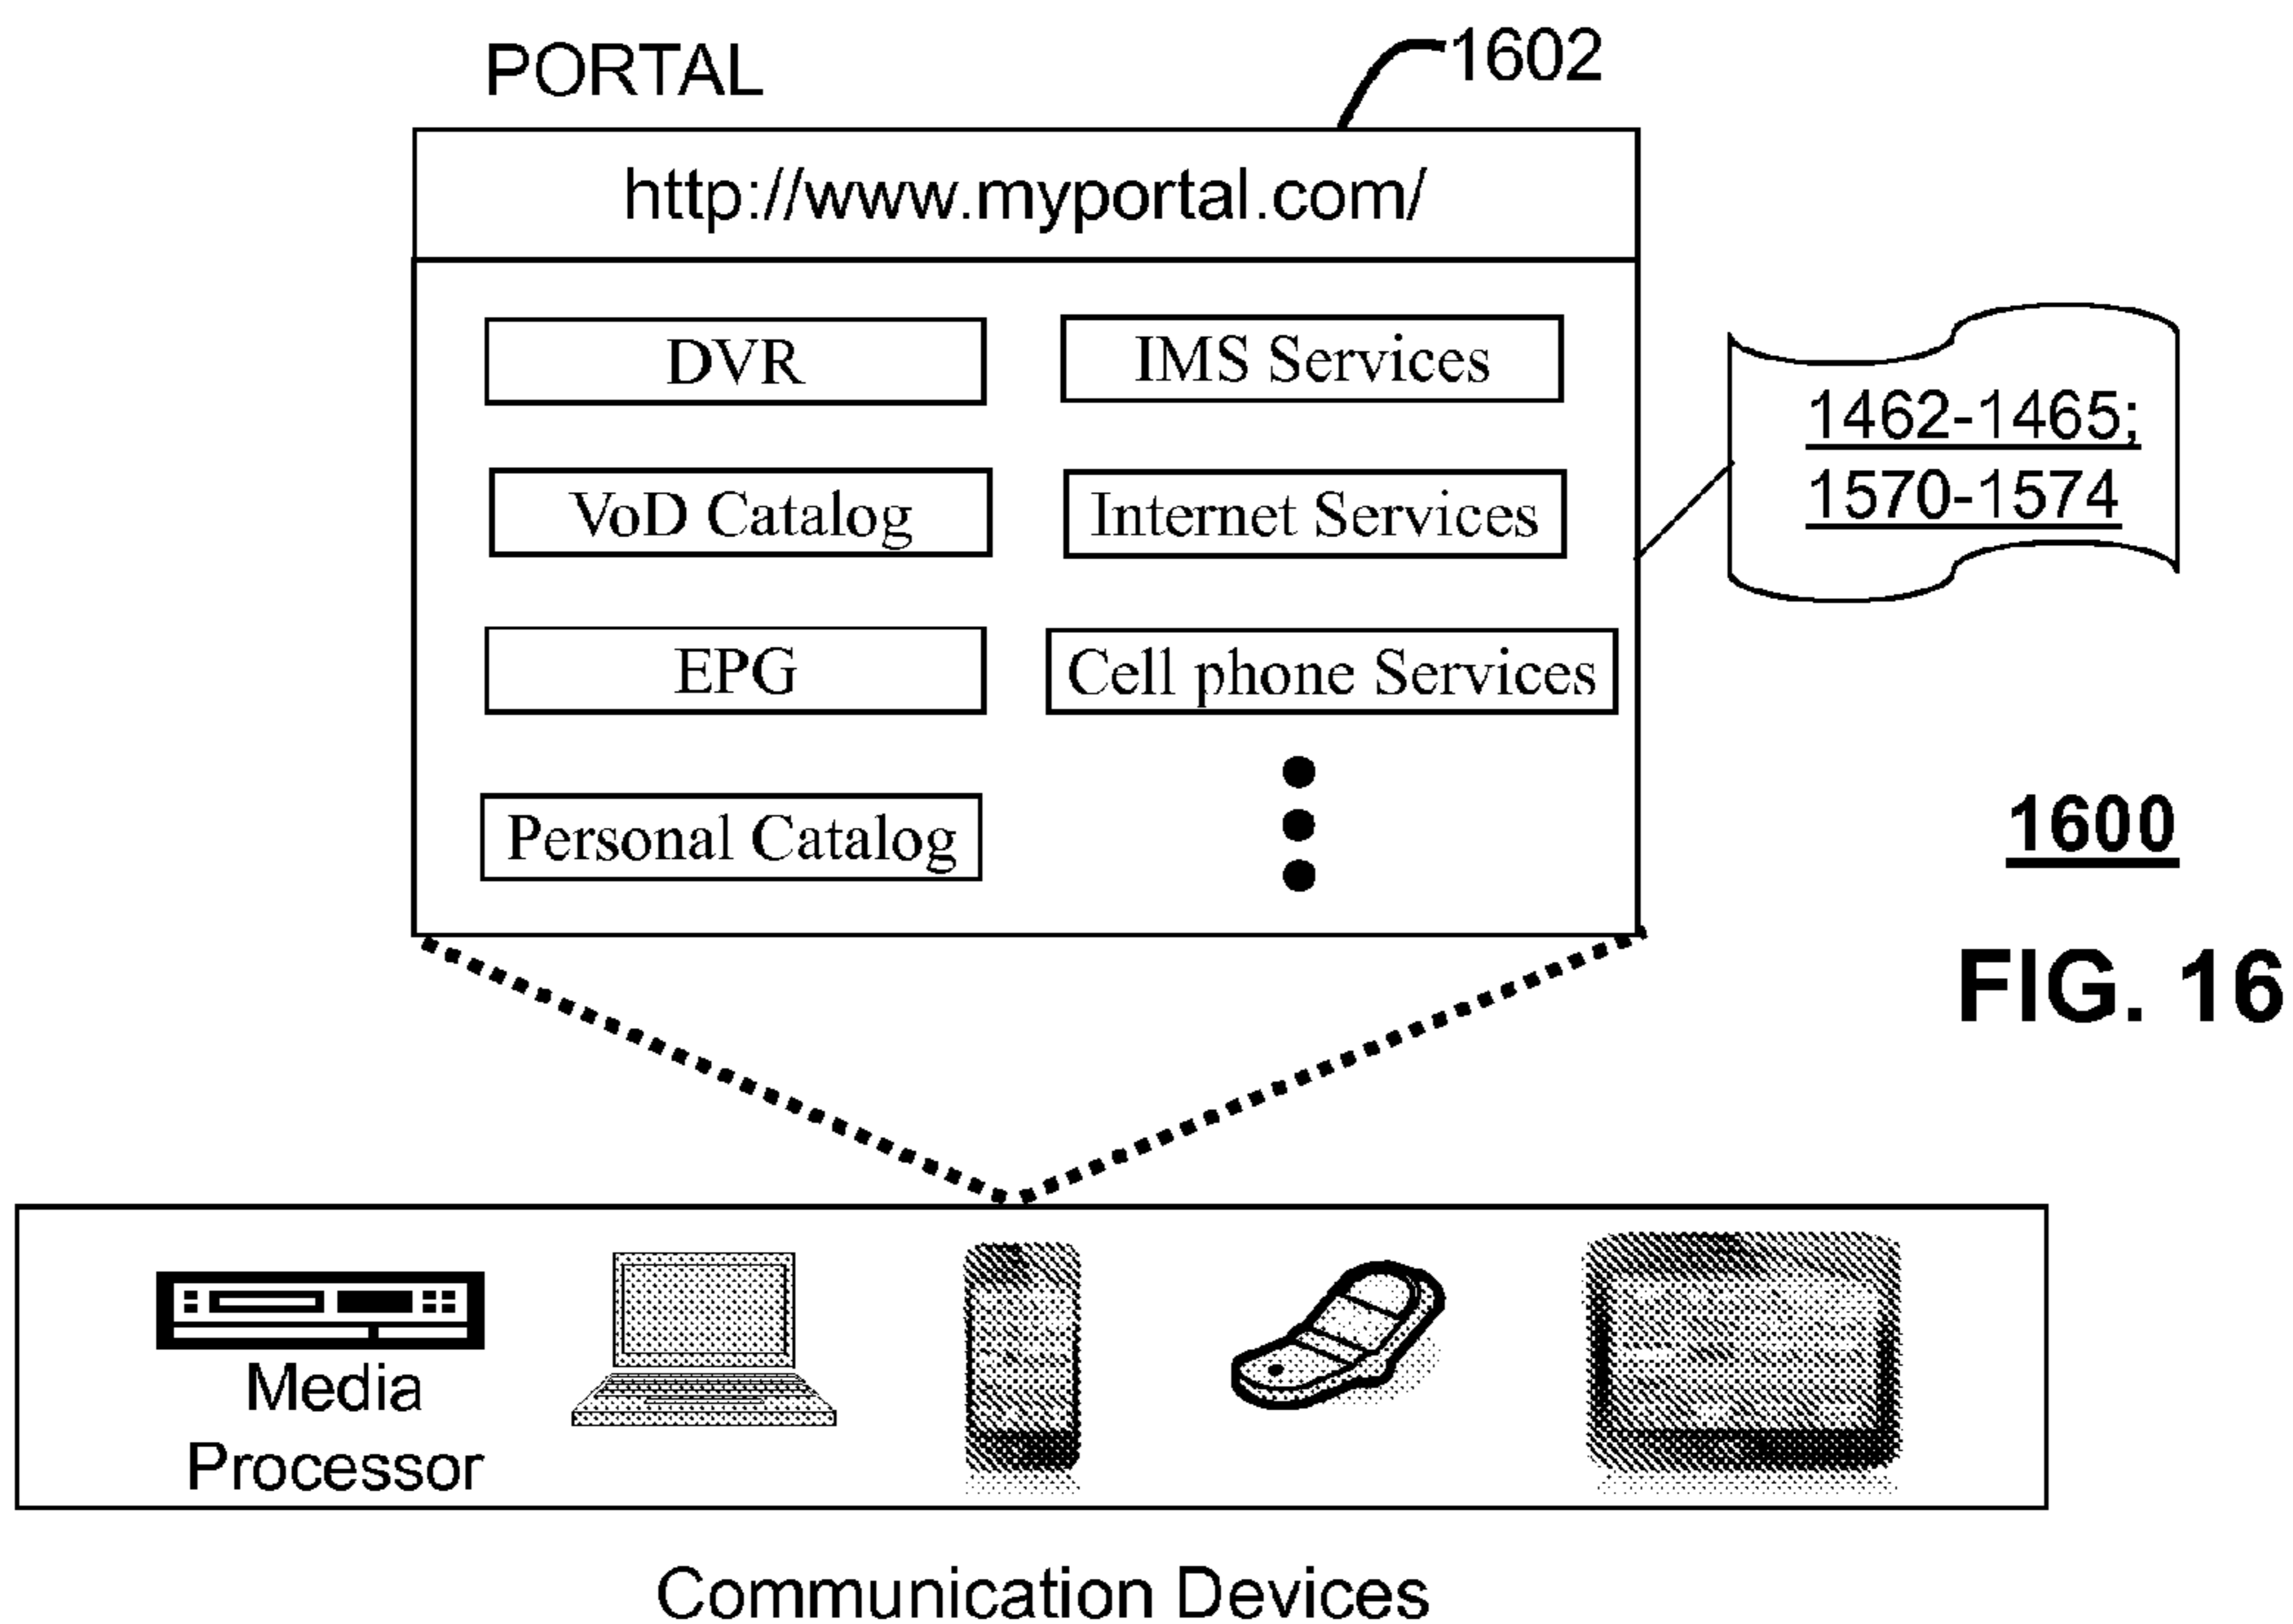 PORTAL
1602
http://www.myportal.com/
DVR
IMS Services
VoD Catalog
Internet Services
EPG
Cell phone Services
Personal Catalog
1462-1465;
1570-1574
1600
FIG. 16
Media
Processor
Communication Devices